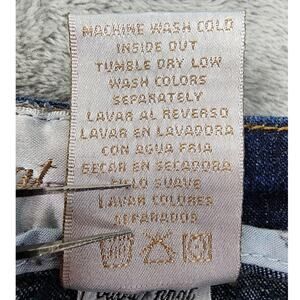 MACHINE WASH COLD
INSIDE OUT
TUMBLE DRY LOW
WASH COLORS
SEPARATELY
LAVAR AL REVERSO
LAVAR EN LAVADORA
CON AGUA FRIA
SECAR EN SECADORA
SUAVE
LAVAR COLORES
SEPARADOS